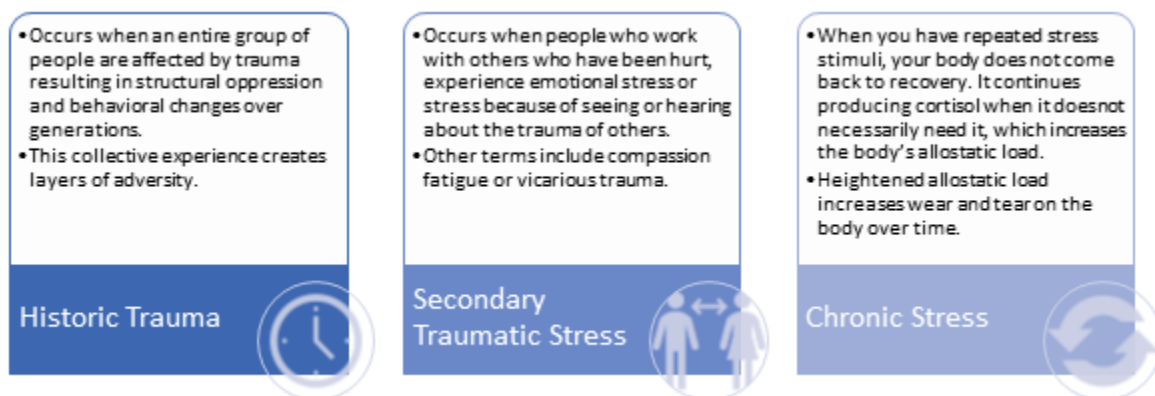 •Occurs when an entire group of
people are affected by trauma
resulting in structural oppression
and behavioral changes over
generations.
•This collective experience creates
layers of adversity.
Historic Trauma
•Occurs when people who work
with others who have been hurt,
experience emotional stress or
stress because of seeing or hearing
about the trauma of others.
•Other terms include compassion
fatigue or vicarious trauma.
Secondary
Traumatic Stress
•When you have repeated stress
stimuli, your body does not come
back to recovery. It continues
producing cortisol when it doesnot
necessarily need it, which increases
the body's allostatic load.
•Heightened allostatic load
increases wear and tear on the
body over time.
Chronic Stress